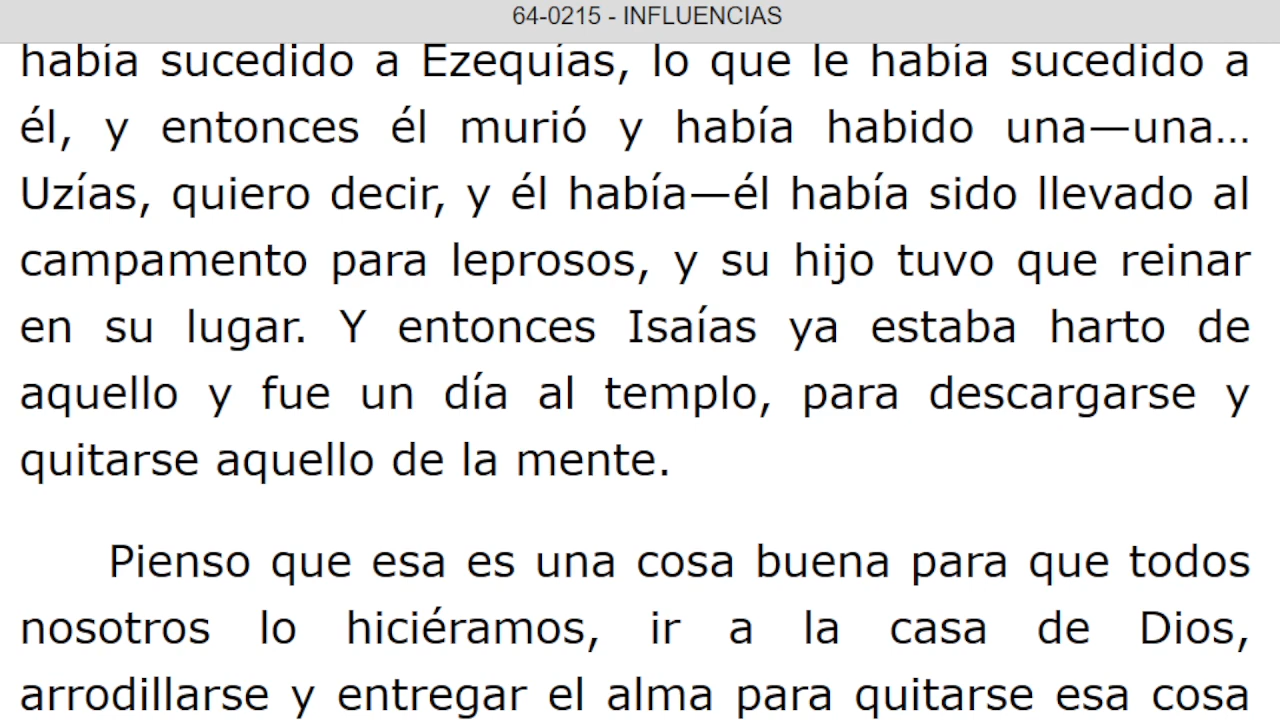 64-0215 - INFLUENCIAS
había sucedido a Ezequías, lo que le había sucedido a
él, y entonces él murió y había habido una—una...
Uzías, quiero decir, y él había—él había sido llevado al
campamento para leprosos, y su hijo tuvo que reinar
en su lugar. Y entonces Isaías ya estaba harto de
aquello y fue un día al templo, para descargarse y
quitarse aquello de la mente.
Pienso que esa es una cosa buena para que todos
nosotros lo hiciéramos, ir a la casa de Dios,
arrodillarse y entregar el alma para quitarse esa cosa